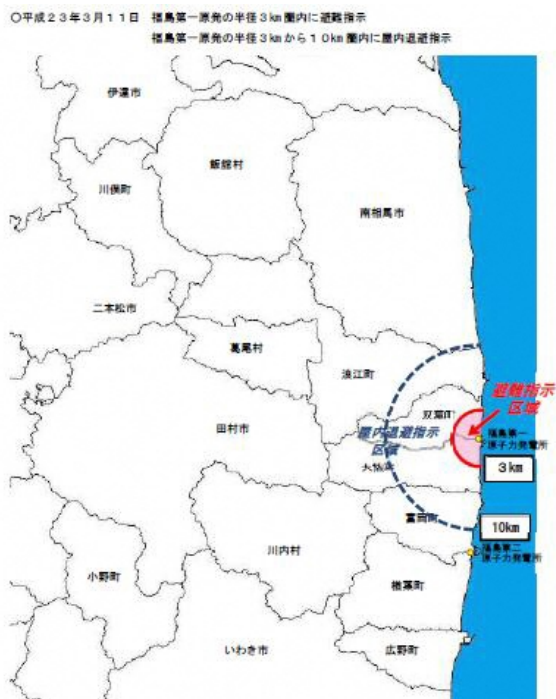 〇平成23年3月11日 福島第一原発の半径3km圏内に避難指示
福島第一原発の半径3kmから10km圏内に屋内退避指示
伊達市
飯舘村
川俣町
南相馬市
二本松市
葛尾村
浪江町
避難指示
区域
双葉町
田村市
屋内退避指示
区域
福島第一
原子力発電所
大熊町
3km
富岡町
10km
川内村
福島第二
原子力発電所
小野町
楢葉町
いわき市
広野町